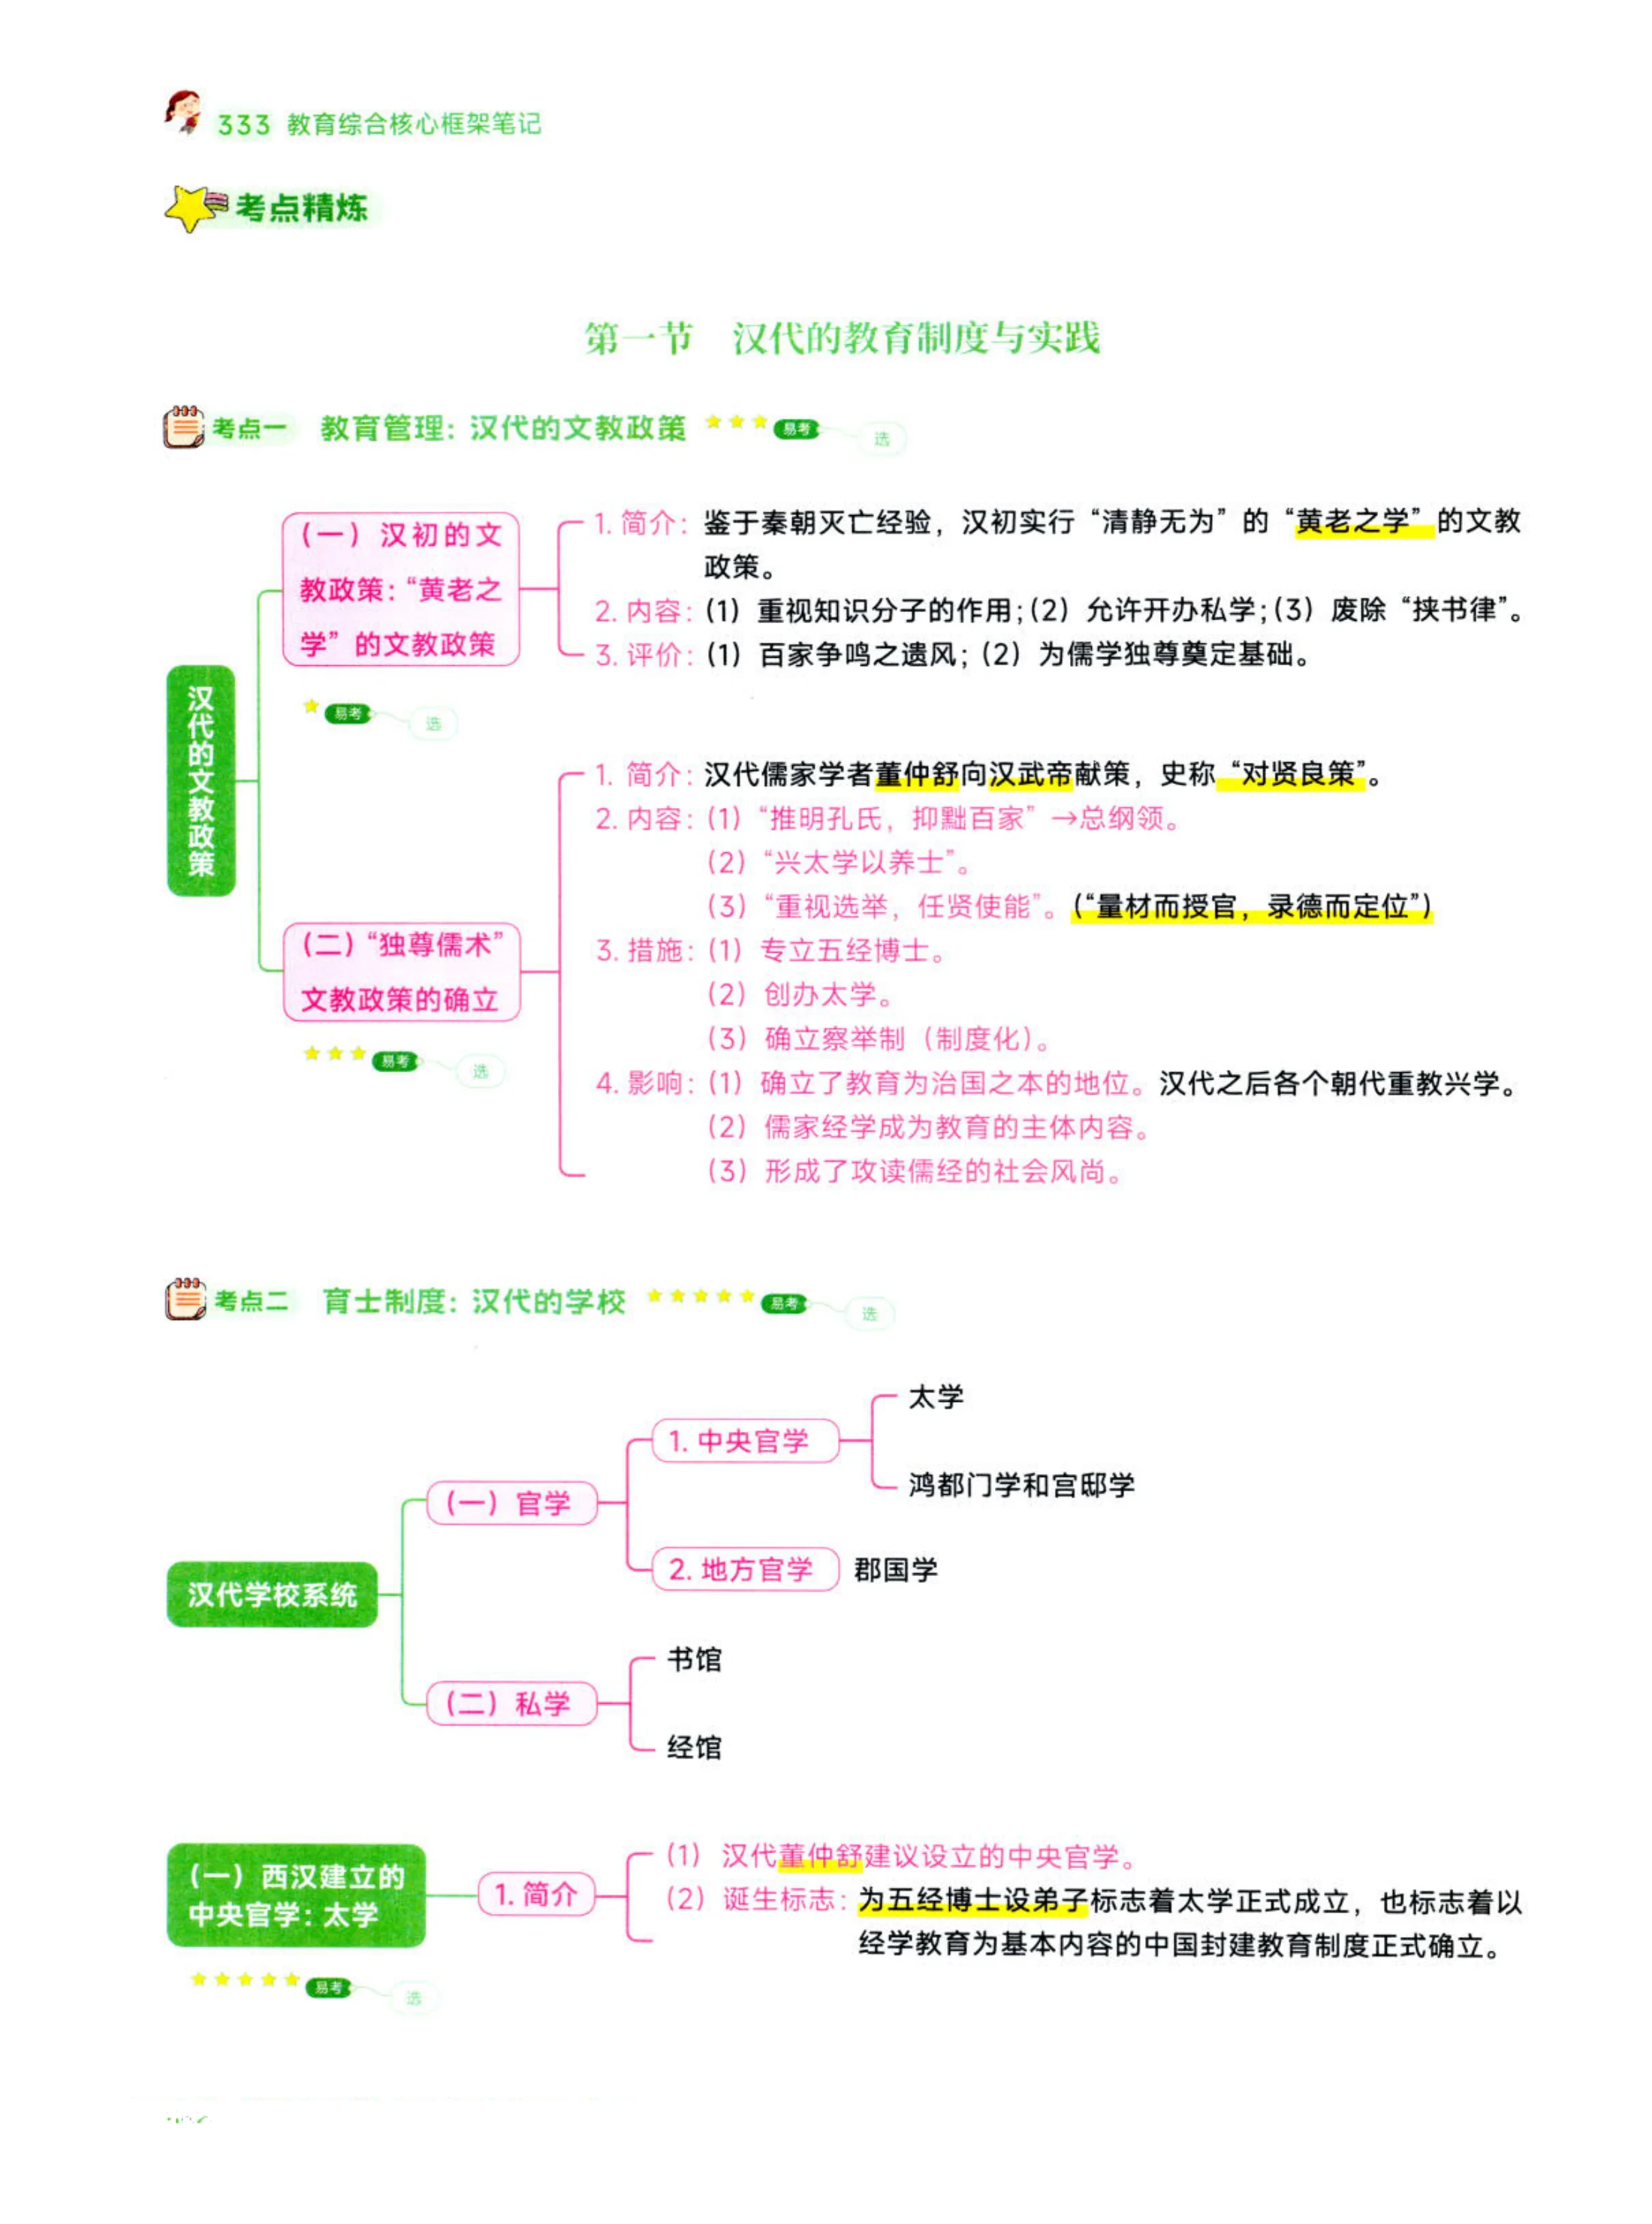 333 教育综合核心框架笔记
考点精炼
第一节 汉代的教育制度与实践
考点一 教育管理：汉代的文教政策 易考 选
汉代的文教政策
（一）汉初的文
教政策：“黄老之
学”的文教政策
易考 选
1. 简介：鉴于秦朝灭亡经验，汉初实行“清静无为”的“黄老之学”的文教
政策。
2. 内容：（1）重视知识分子的作用；（2）允许开办私学；（3）废除“挟书律”。
3. 评价：（1）百家争鸣之遗风；（2）为儒学独尊奠定基础。
（二）“独尊儒术”
文教政策的确立
易考 选
1. 简介：汉代儒家学者董仲舒向汉武帝献策，史称“对贤良策”。
2. 内容：（1）“推明孔氏，抑黜百家”→总纲领。
（2）“兴太学以养士”。
（3）“重视选举，任贤使能”。（“量材而授官，录德而定位”）
3. 措施：（1）专立五经博士。
（2）创办太学。
（3）确立察举制（制度化）。
4. 影响：（1）确立了教育为治国之本的地位。汉代之后各个朝代重教兴学。
（2）儒家经学成为教育的主体内容。
（3）形成了攻读儒经的社会风尚。
考点二 育士制度：汉代的学校 易考 选
汉代学校系统
（一）官学
1. 中央官学
太学
鸿都门学和宫邸学
2. 地方官学 郡国学
（二）私学
书馆
经馆
（一）西汉建立的
中央官学：太学
易考 选
1. 简介
（1）汉代董仲舒建议设立的中央官学。
（2）诞生标志：为五经博士设弟子标志着太学正式成立，也标志着以
经学教育为基本内容的中国封建教育制度正式确立。